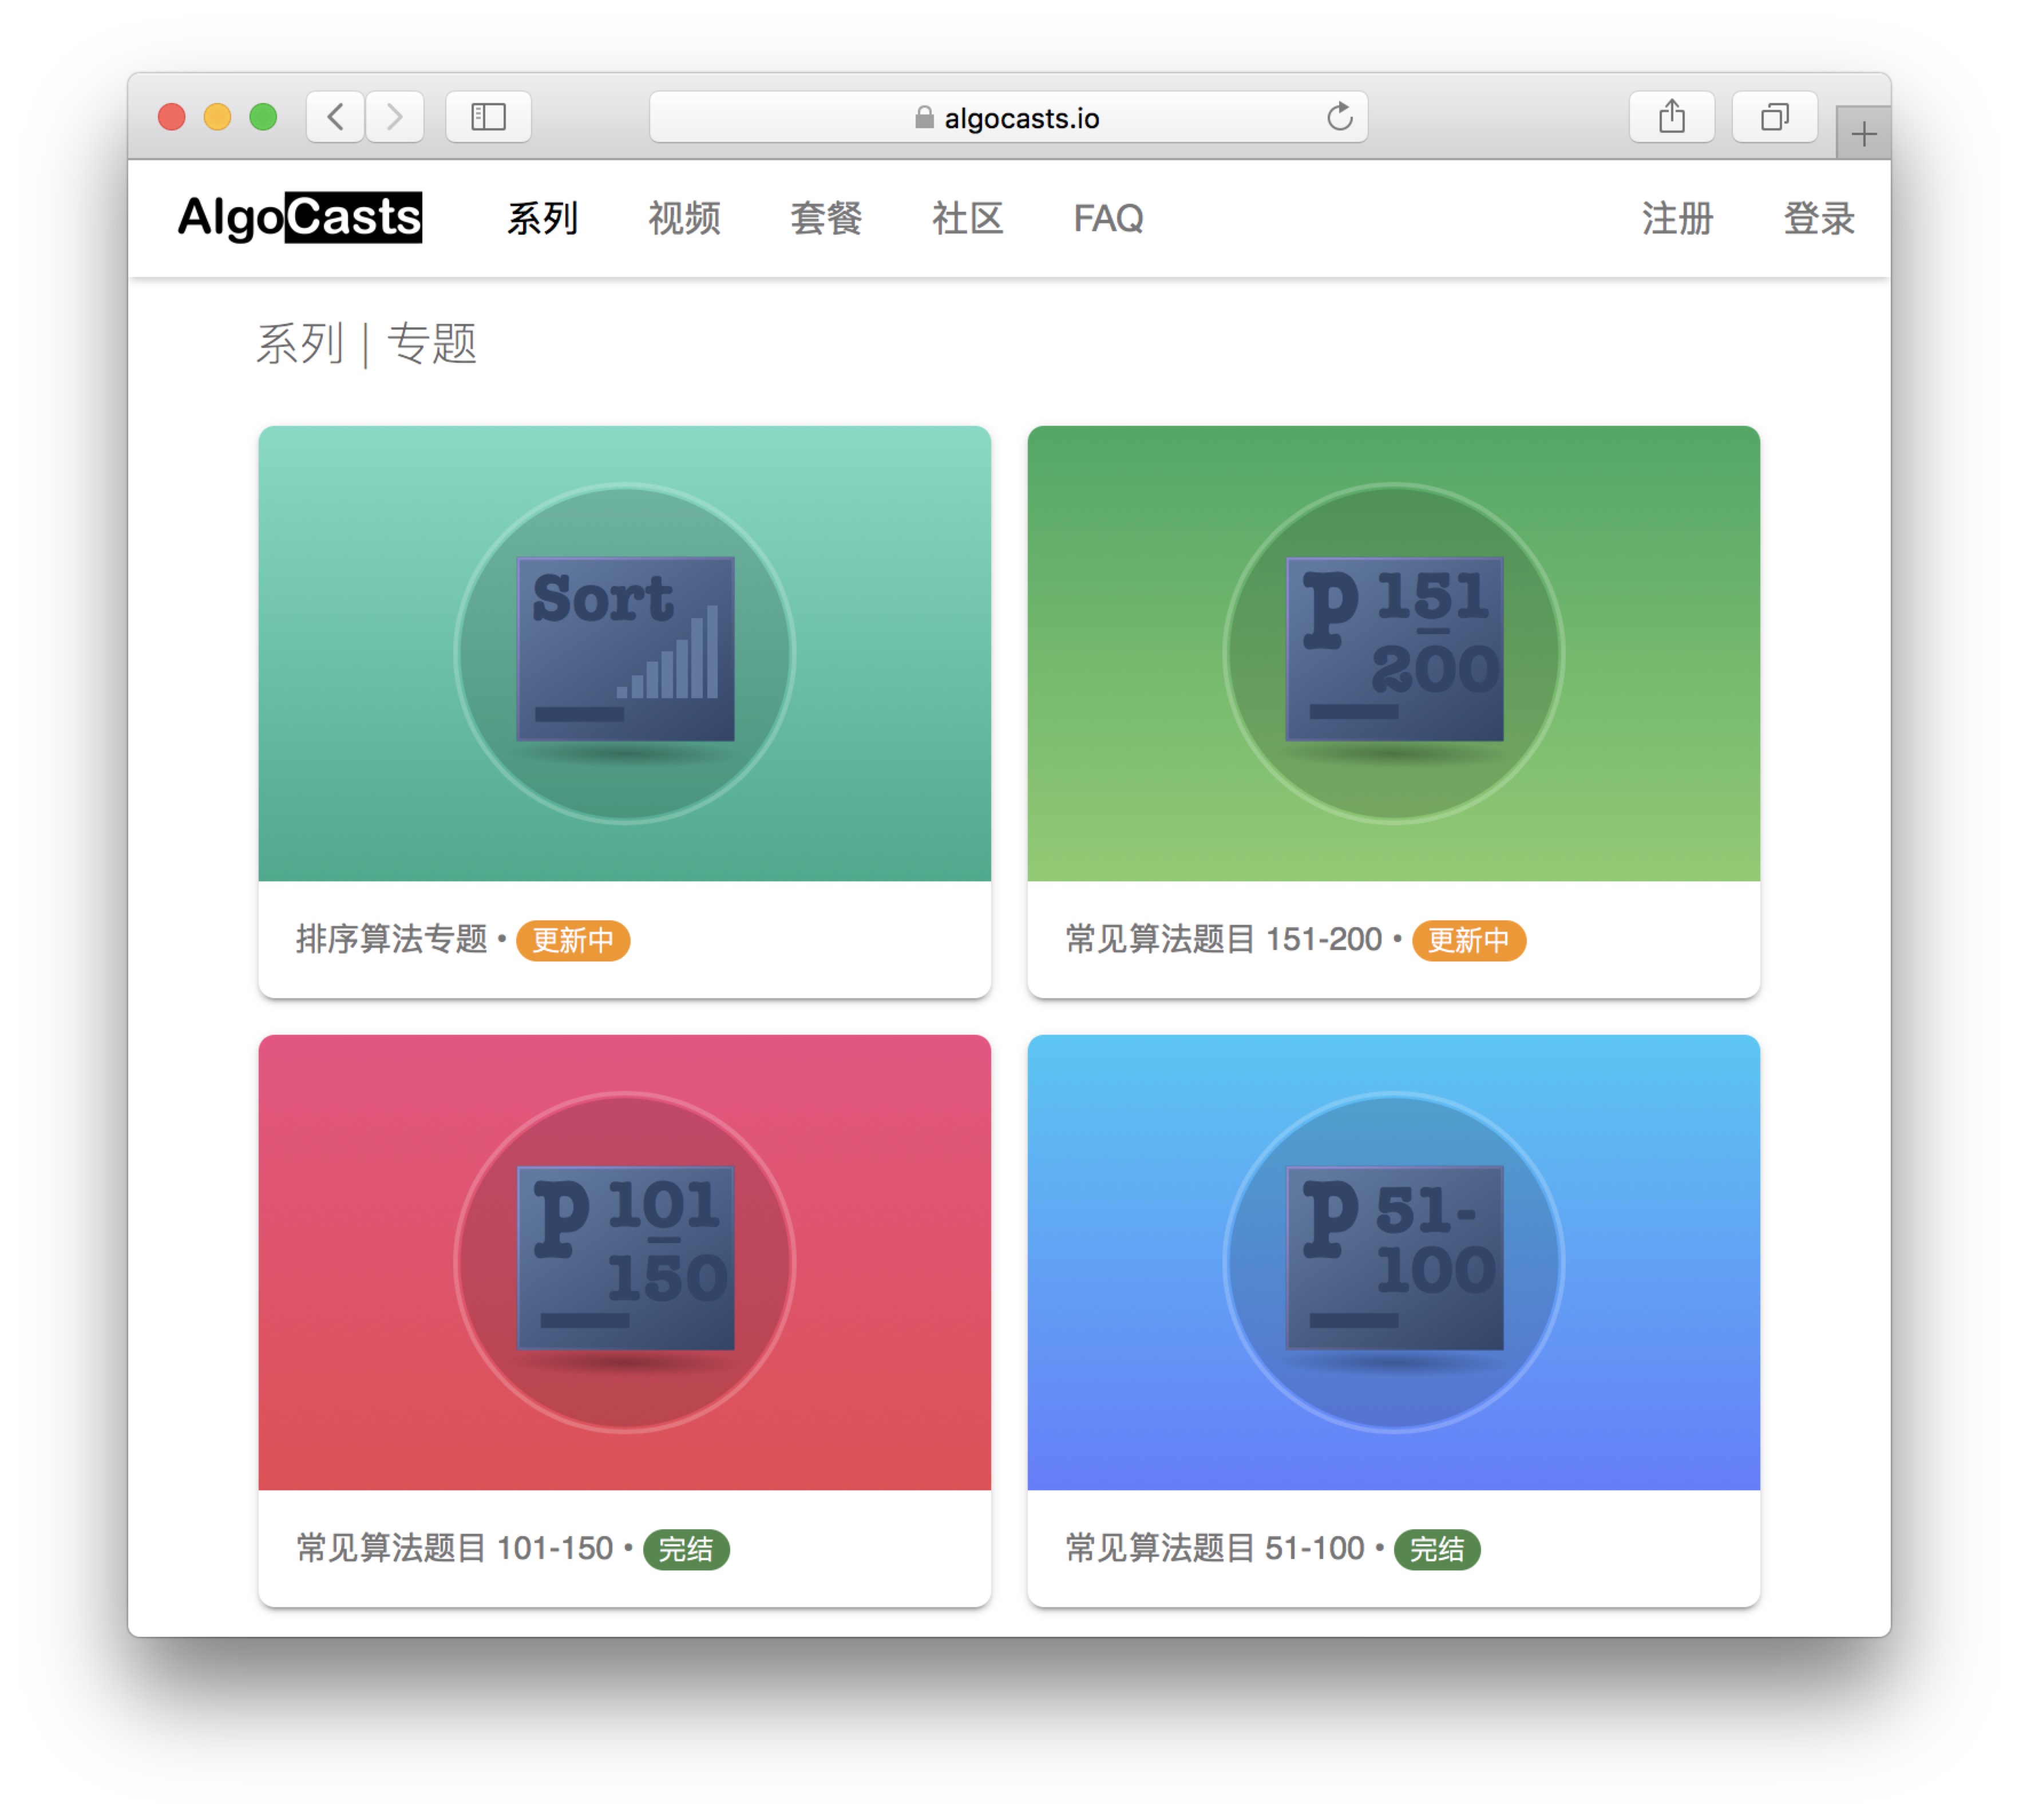 algocasts.io
AlgoCasts 系列 视频 套餐 社区 FAQ 注册 登录
系列 | 专题
Sort
p 151
–
200
排序算法专题 • 更新中
常见算法题目 151-200 • 更新中
p 101
–
150
p 51-
100
常见算法题目 101-150 • 完结
常见算法题目 51-100 • 完结